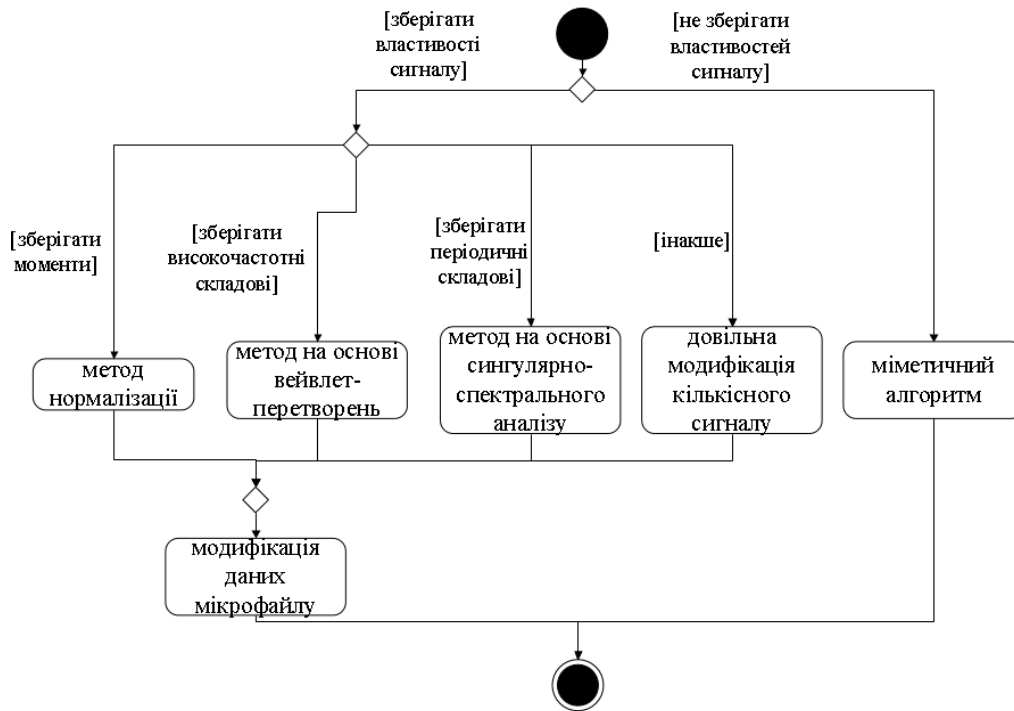 [зберігати
властивості
сигналу]
[не зберігати
властивостей
сигналу]
[зберігати
моменти]
[зберігати
високочастотні
складові]
[зберігати
періодичні
складові]
[інакше]
метод
нормалізації
метод на основі
вейвлет-
перетворень
метод на основі
сингулярно-
спектрального
аналізу
довільна
модифікація
кількісного
сигналу
міметичний
алгоритм
модифікація
даних
мікрофайлу